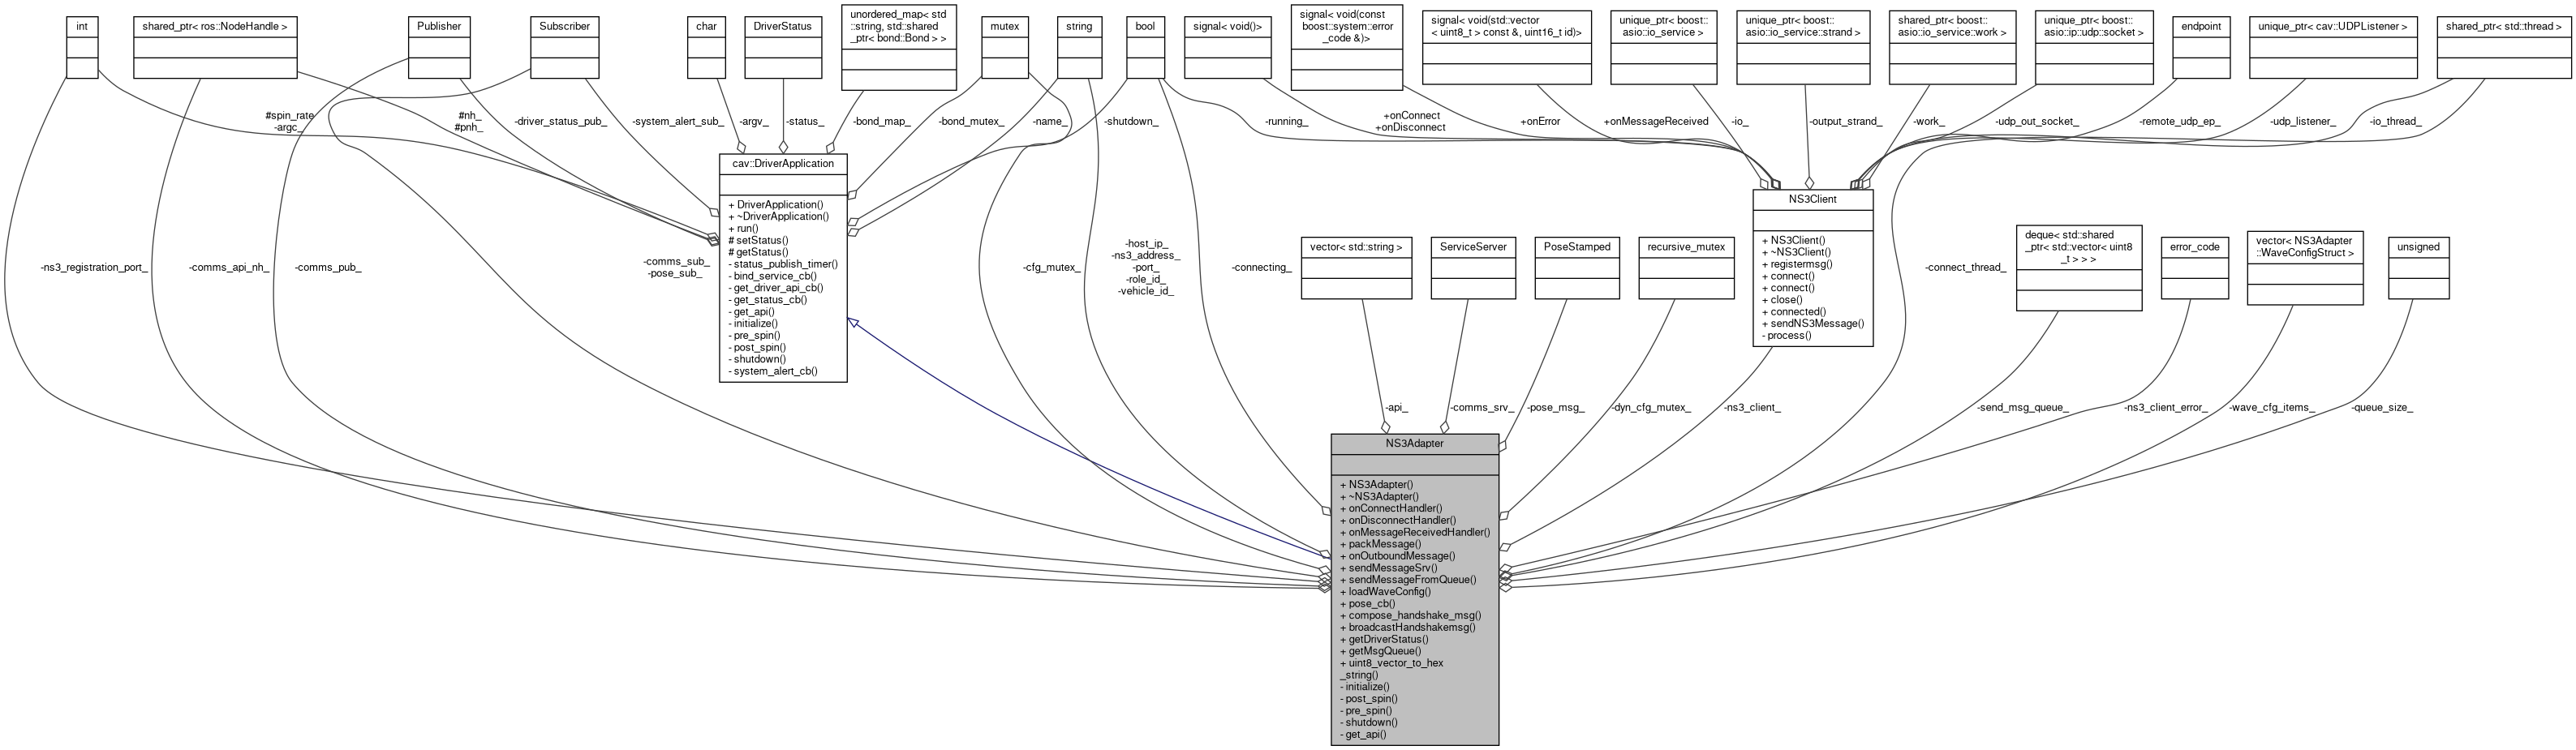 int
shared_ptr< ros::NodeHandle >
Publisher
Subscriber
char
DriverStatus
unordered_map< std
::string, std::shared
_ptr< bond::Bond > >
mutex
string
bool
signal< void()>
signal< void(const
boost::system::error
_code &)>
signal< void(std::vector
< uint8_t > const &, uint16_t id)>
unique_ptr< boost::
asio::io_service >
unique_ptr< boost::
asio::io_service::strand >
shared_ptr< boost::
asio::io_service::work >
unique_ptr< boost::
asio::ip::udp::socket >
endpoint
unique_ptr< cav::UDPListener >
shared_ptr< std::thread >
#spin_rate
-argc_
#nh_
#pnh_
-driver_status_pub_
-system_alert_sub_
-argv_
-status_
-bond_map_
-bond_mutex_
-name_
-shutdown_
-running_
+onConnect
+onDisconnect
+onError
+onMessageReceived
-io_
-output_strand_
-work_
-udp_out_socket_
-remote_udp_ep_
-udp_listener_
-io_thread_
cav::DriverApplication
+ DriverApplication()
+ ~DriverApplication()
+ run()
# setStatus()
# getStatus()
- status_publish_timer()
- bind_service_cb()
- get_driver_api_cb()
- get_status_cb()
- get_api()
- initialize()
- pre_spin()
- post_spin()
- shutdown()
- system_alert_cb()
NS3Client
+ NS3Client()
+ ~NS3Client()
+ registermsg()
+ connect()
+ connect()
+ close()
+ connected()
+ sendNS3Message()
- process()
vector< std::string >
ServiceServer
PoseStamped
recursive_mutex
deque< std::shared
_ptr< std::vector< uint8
_t > > >
error_code
vector< NS3Adapter
::WaveConfigStruct >
unsigned
-ns3_registration_port_
-comms_api_nh_
-comms_pub_
-comms_sub_
-pose_sub_
-cfg_mutex_
-host_ip_
-ns3_address_
-port_
-role_id_
-vehicle_id_
-connecting_
-connect_thread_
-api_
-comms_srv_
-pose_msg_
-dyn_cfg_mutex_
-ns3_client_
-send_msg_queue_
-ns3_client_error_
-wave_cfg_items_
-queue_size_
NS3Adapter
+ NS3Adapter()
+ ~NS3Adapter()
+ onConnectHandler()
+ onDisconnectHandler()
+ onMessageReceivedHandler()
+ packMessage()
+ onOutboundMessage()
+ sendMessageSrv()
+ sendMessageFromQueue()
+ loadWaveConfig()
+ pose_cb()
+ compose_handshake_msg()
+ broadcastHandshakemsg()
+ getDriverStatus()
+ getMsgQueue()
+ uint8_vector_to_hex
_string()
- initialize()
- post_spin()
- pre_spin()
- shutdown()
- get_api()